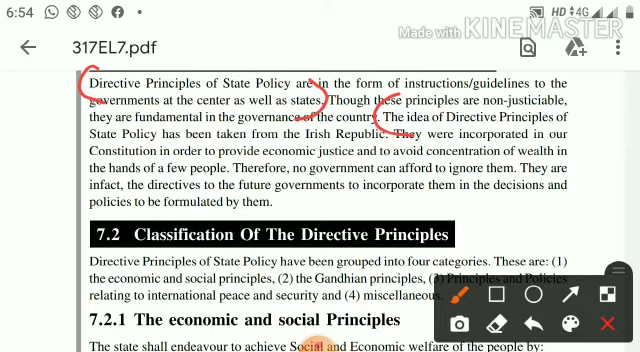 6:54
HD 4G
Made with KINEMASTER
317EL7.pdf
Directive Principles of State Policy are in the form of instructions/guidelines to the
governments at the center as well as states. Though these principles are non-justiciable,
they are fundamental in the governance of the country. The idea of Directive Principles of
State Policy has been taken from the Irish Republic. They were incorporated in our
Constitution in order to provide economic justice and to avoid concentration of wealth in
the hands of a few people. Therefore, no government can afford to ignore them. They are
infact, the directives to the future governments to incorporate them in the decisions and
policies to be formulated by them.
7.2 Classification Of The Directive Principles
Directive Principles of State Policy have been grouped into four categories. These are: (1)
the economic and social principles, (2) the Gandhian principles, (3) Principles and Policies
relating to international peace and security and (4) miscellaneous.
7.2.1 The economic and social Principles
The state shall endeavour to achieve Social and Economic welfare of the people by: